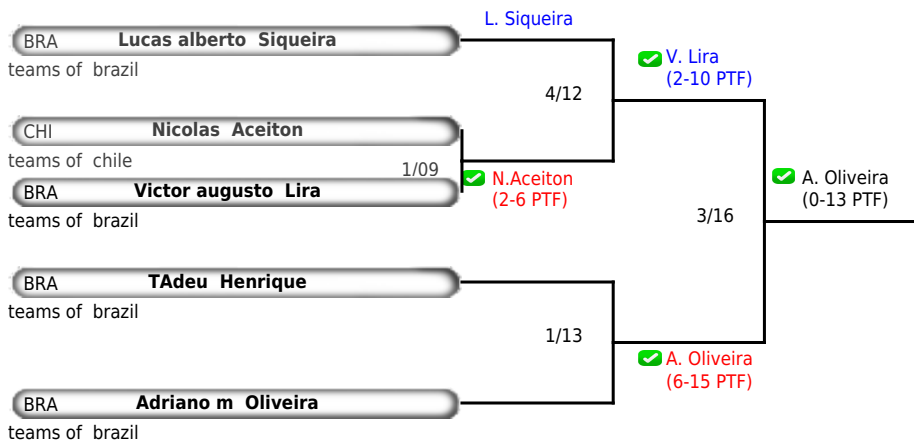 L. Siqueira
BRA Lucas alberto Siqueira
teams of brazil
V. Lira
(2-10 PTF)
4/12
CHI Nicolas Aceiton
teams of chile
1/09
N.Aceiton
(2-6 PTF)
BRA Victor augusto Lira
teams of brazil
A. Oliveira
(0-13 PTF)
3/16
BRA TAdeu Henrique
teams of brazil
1/13
A. Oliveira
(6-15 PTF)
BRA Adriano m Oliveira
teams of brazil